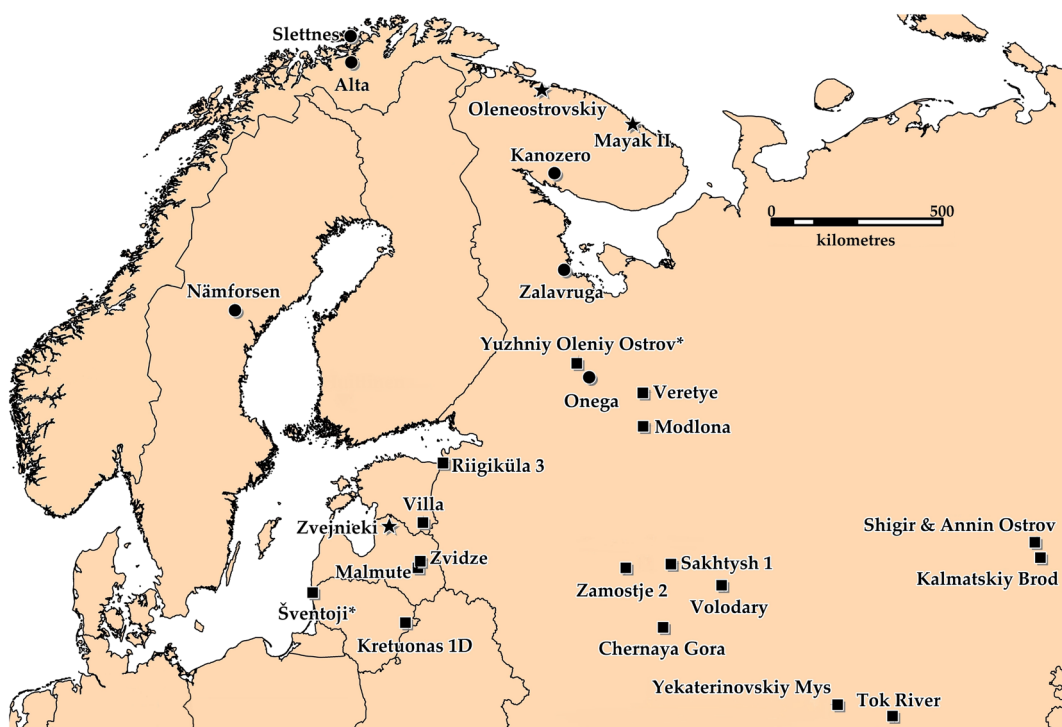 Slettnes
Alta
Oleneostrovskiy
Mayak II
Kanozero
0 500
kilometres
Zalavruga
Nämforsen
Yuzhniy Oleniy Ostrov*
Onega
Veretye
Modlona
Riigiküla 3
Villa
Zvejnieki
Shigir & Annin Ostrov
Zvidze
Malmute
Sakhtysh 1
Kalmatskiy Brod
Zamostje 2
Volodary
Šventoji*
Kretuonas 1D
Chernaya Gora
Yekaterinovskiy Mys
Tok River